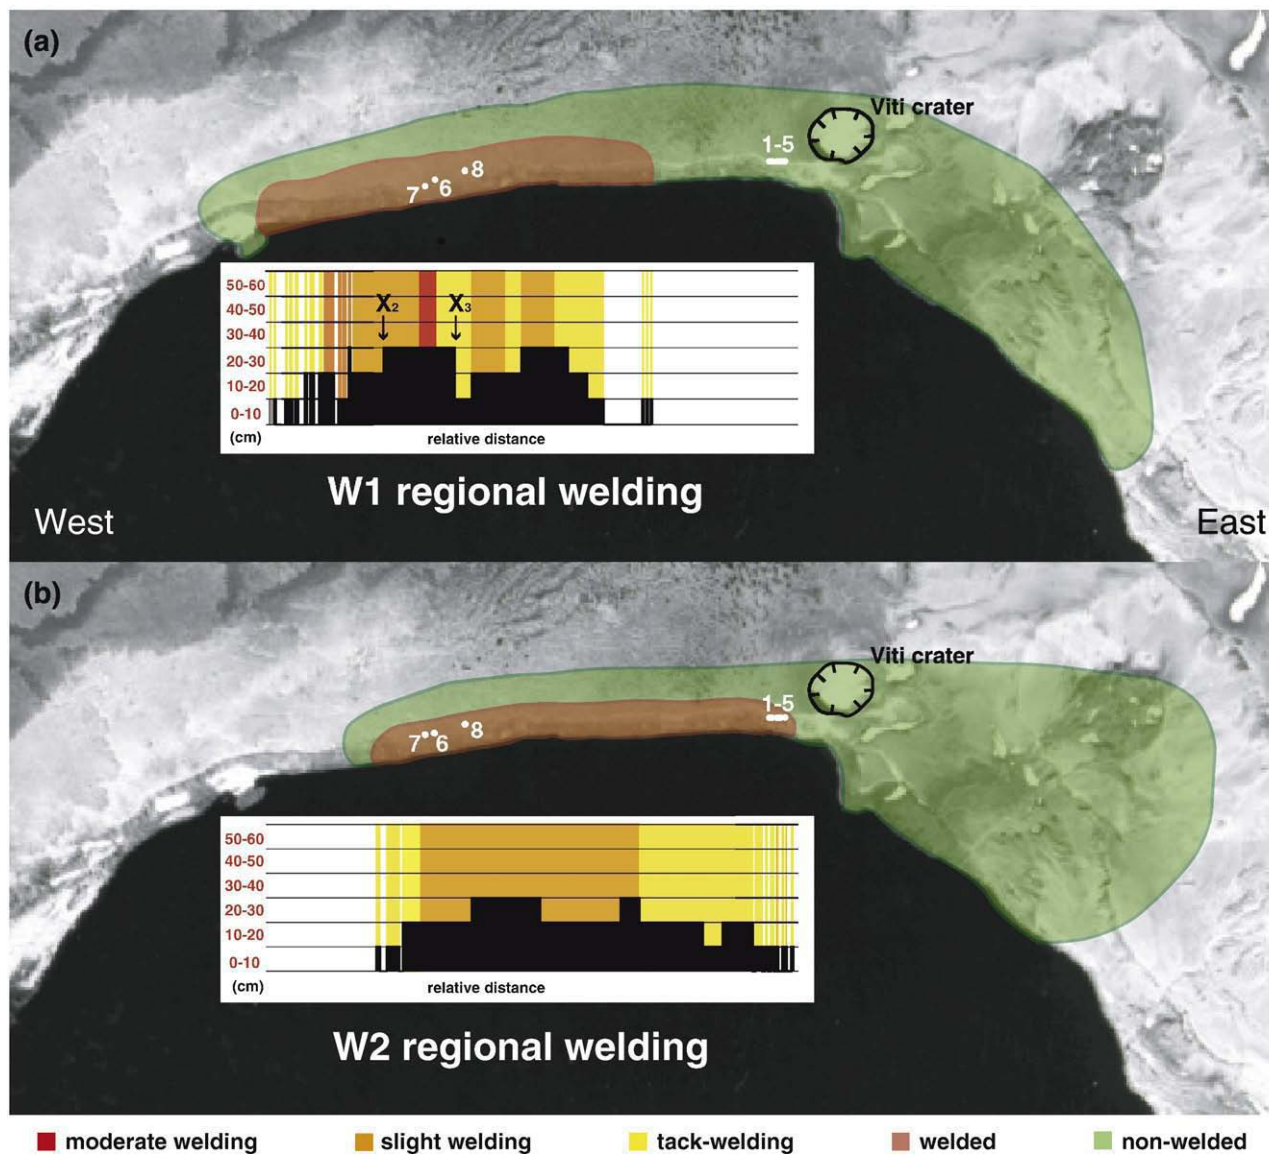 (a)
Viti crater
1-5
8
7 6
50-60
40-50
30-40
20-30
10-20
0-10
(cm)
X2
X3
relative distance
W1 regional welding
West
East
(b)
Viti crater
1-5
8
7 6
50-60
40-50
30-40
20-30
10-20
0-10
(cm)
relative distance
W2 regional welding
moderate welding
slight welding
tack-welding
welded
non-welded